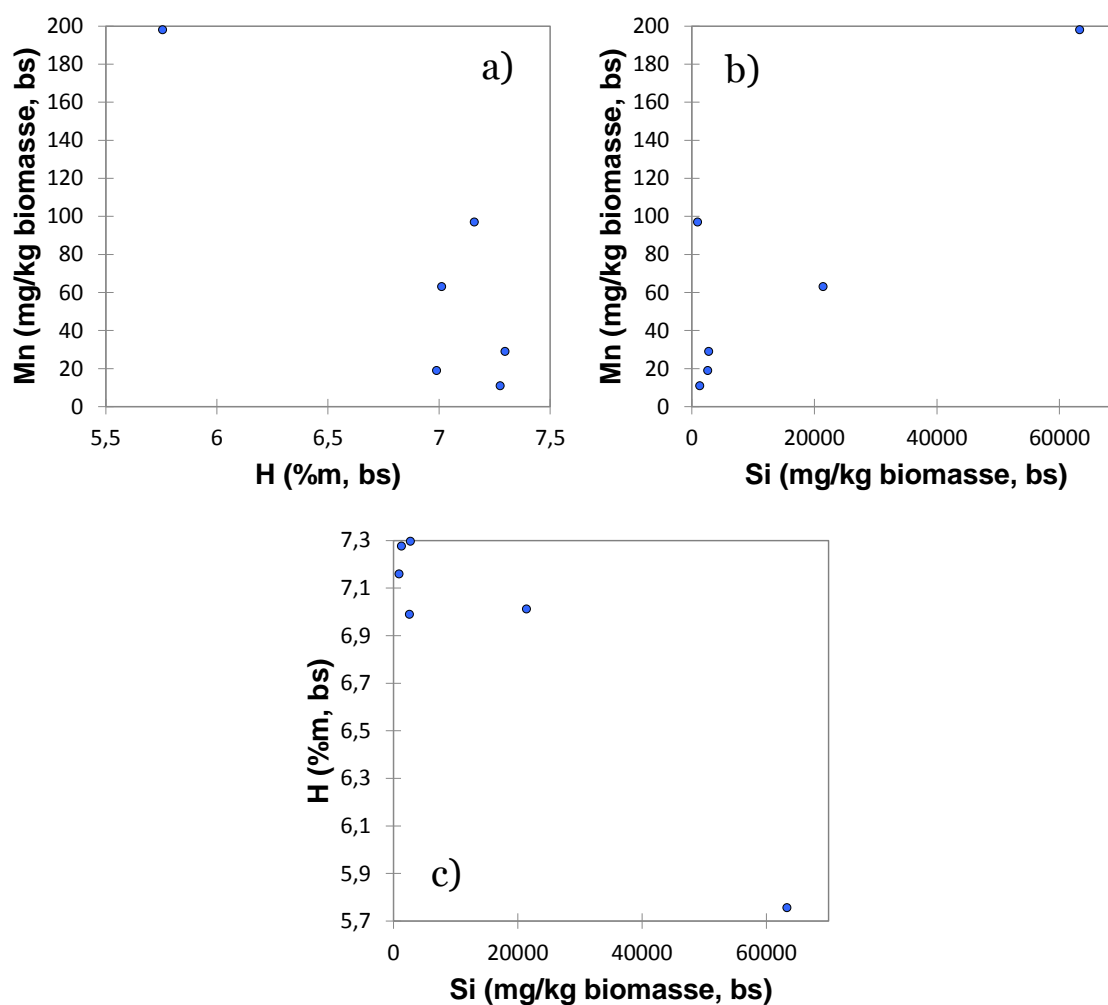 a)
Mn (mg/kg biomasse, bs)
200
180
160
140
120
100
80
60
40
20
0
5,5 6 6,5 7 7,5
H (%m, bs)
b)
Mn (mg/kg biomasse, bs)
200
180
160
140
120
100
80
60
40
20
0
0 20000 40000 60000
Si (mg/kg biomasse, bs)
c)
H (%m, bs)
7,3
7,1
6,9
6,7
6,5
6,3
6,1
5,9
5,7
0 20000 40000 60000
Si (mg/kg biomasse, bs)